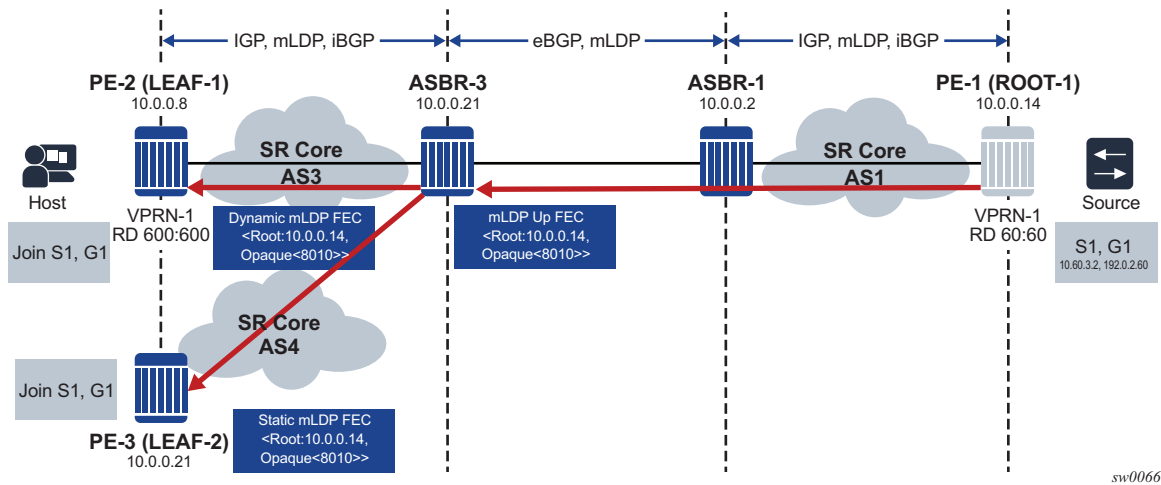 IGP, mLDP, iBGP
eBGP, mLDP
IGP, mLDP, iBGP
PE-2 (LEAF-1)
10.0.0.8
ASBR-3
10.0.0.21
ASBR-1
10.0.0.2
PE-1 (ROOT-1)
10.0.0.14
Host
Join S1, G1
VPRN-1
RD 600:600
SR Core
AS3
Dynamic mLDP FEC
<Root:10.0.0.14,
Opaque<8010>>
mLDP Up FEC
<Root:10.0.0.14,
Opaque<8010>>
SR Core
AS1
VPRN-1
RD 60:60
Source
S1, G1
10.60.3.2, 192.0.2.60
SR Core
AS4
Join S1, G1
PE-3 (LEAF-2)
10.0.0.21
Static mLDP FEC
<Root:10.0.0.14,
Opaque<8010>>
sw0066